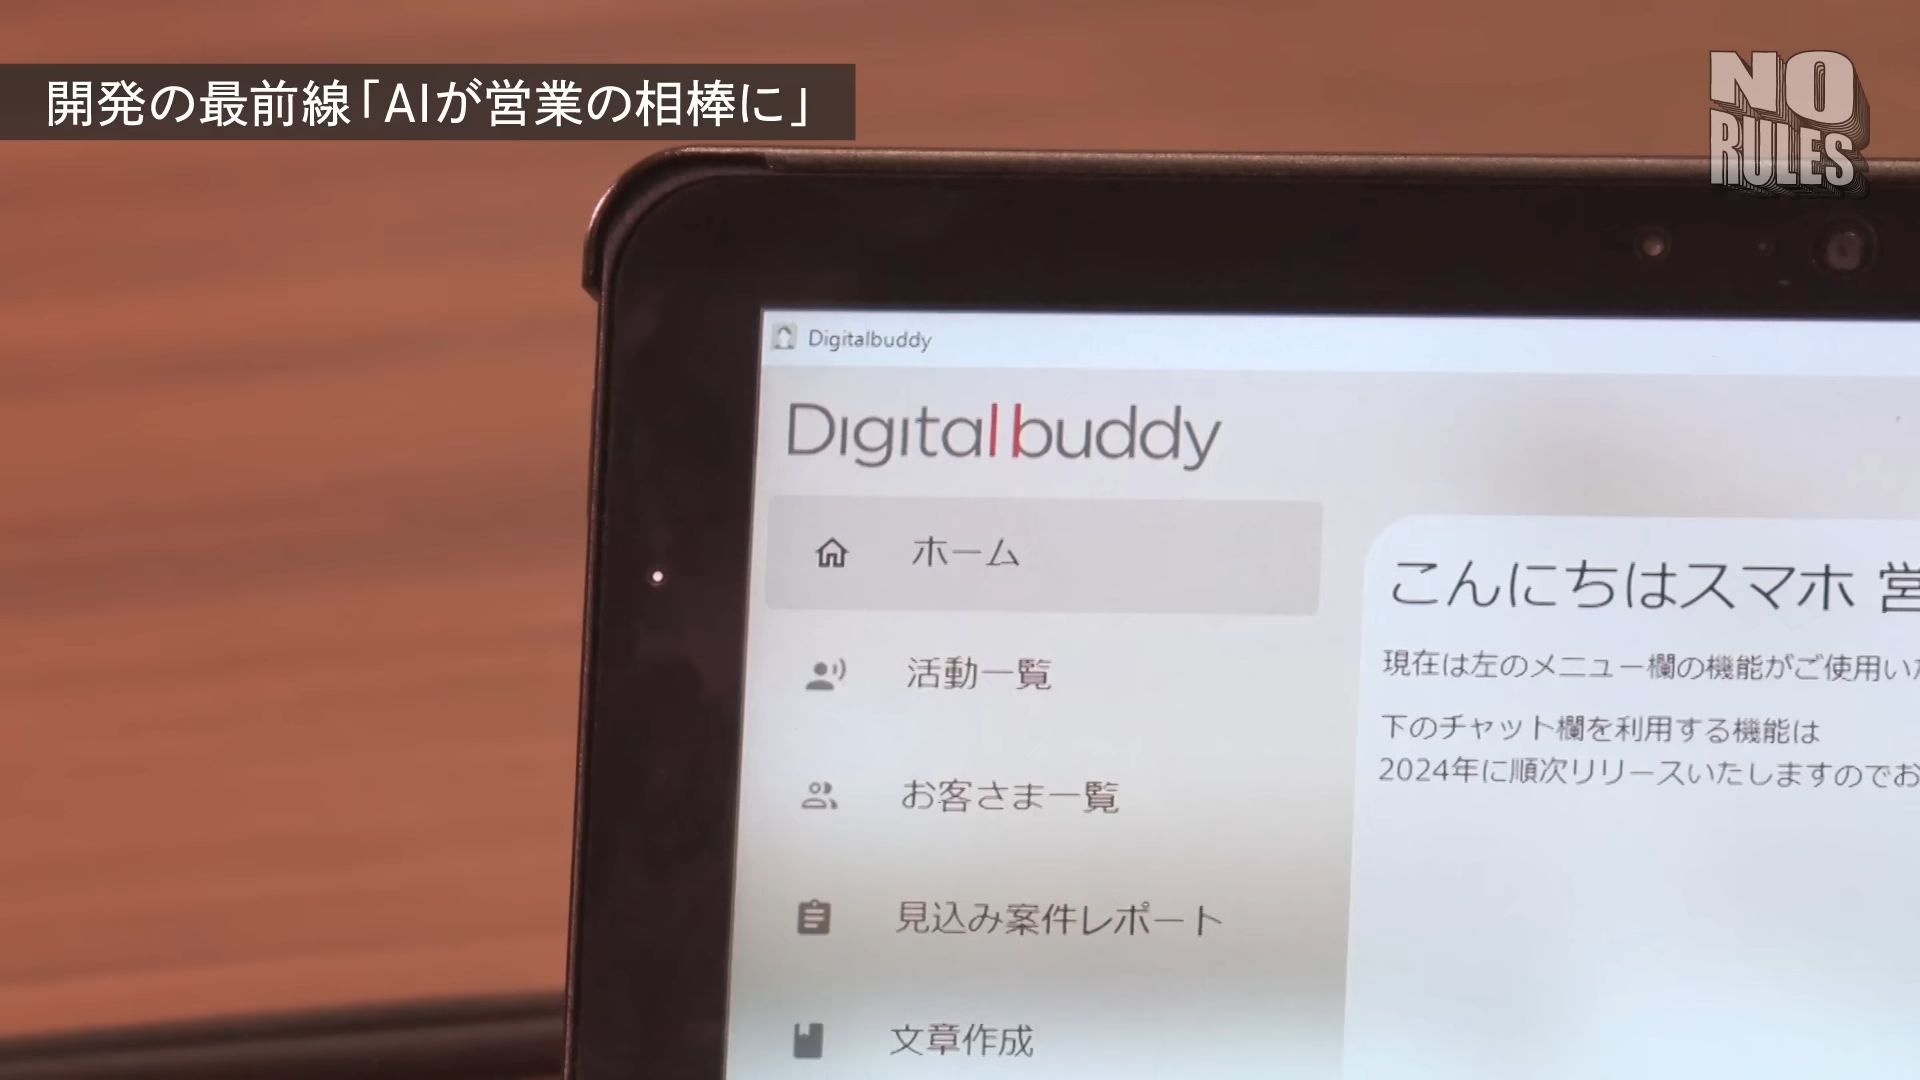 開発の最前線「AIが営業の相棒に」
NO
RULES
Digitalbuddy
Digitalbuddy
ホーム
活動一覧
お客さま一覧
見込み案件レポート
文章作成
こんにちはスマホ 営
現在は左のメニュー欄の機能がご使用い
下のチャット欄を利用する機能は
2024年に順次リリースいたしますのでお